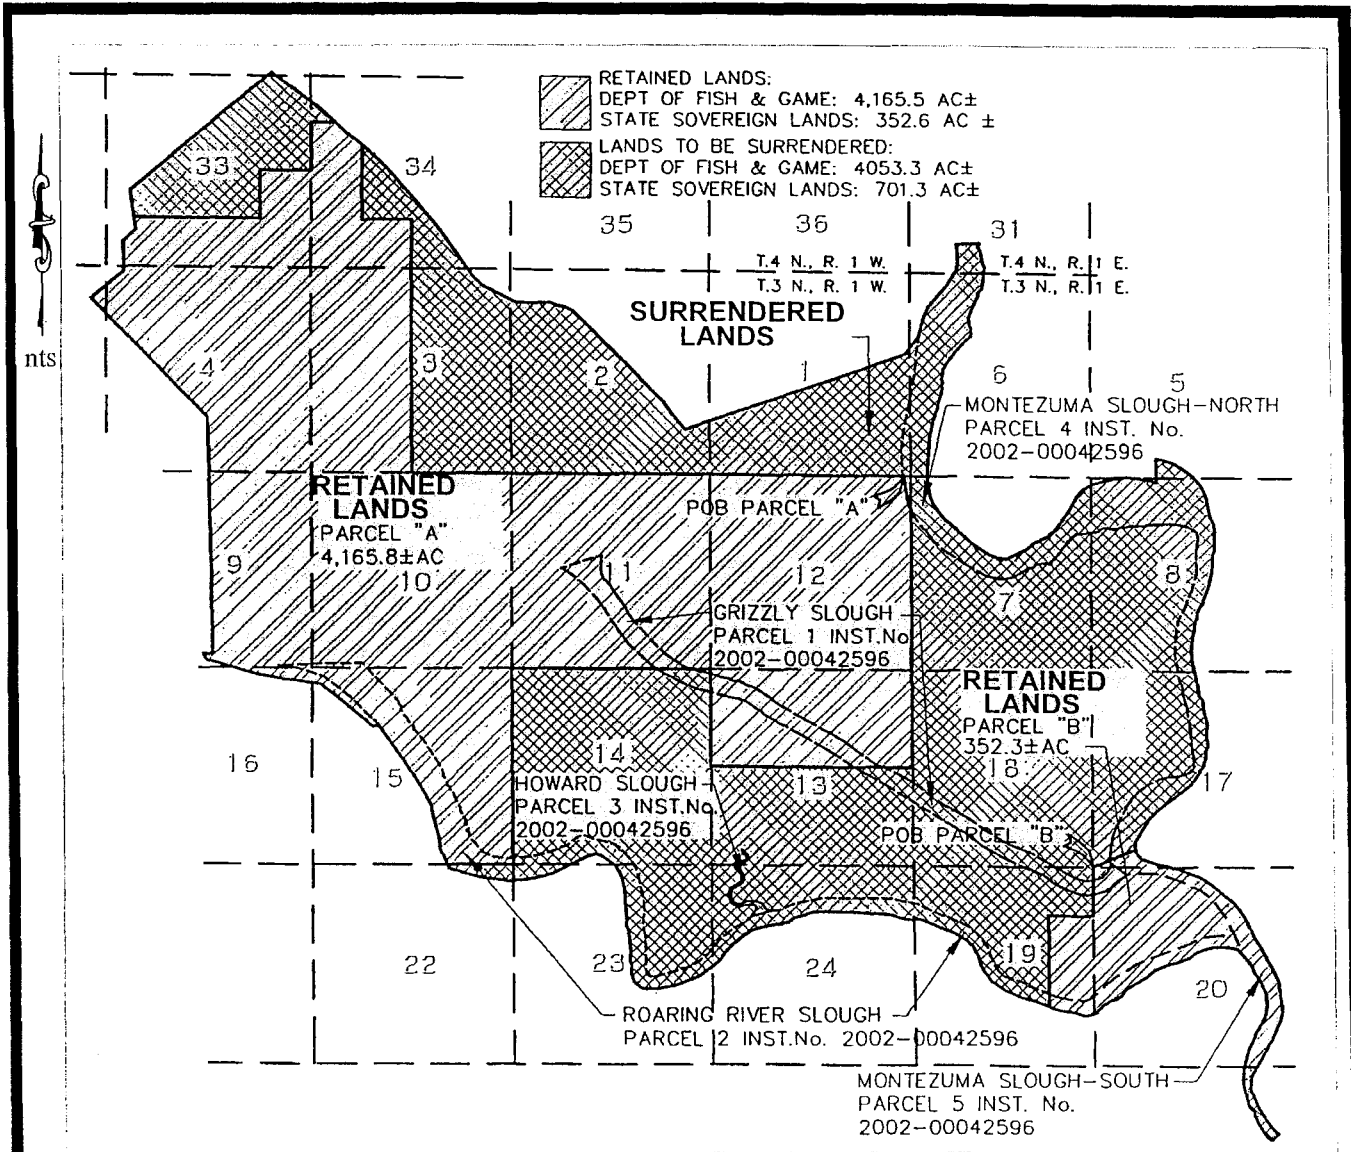 RETAINED LANDS:
DEPT OF FISH & GAME: 4,165.5 AC±
STATE SOVEREIGN LANDS: 352.6 AC ±
LANDS TO BE SURRENDERED:
DEPT OF FISH & GAME: 4053.3 AC±
STATE SOVEREIGN LANDS: 701.3 AC±
33
34
35
36
31
T.4 N., R. 1 W.
T.4 N., R. 1 E.
T.3 N., R. 1 W.
T.3 N., R. 1 E.
SURRENDERED
LANDS
nts
4
3
2
1
6
5
MONTEZUMA SLOUGH-NORTH
PARCEL 4 INST. No.
2002-00042596
RETAINED
LANDS
PARCEL "A"
4,165.8±AC
POB PARCEL "A"
9
10
11
12
7
8
GRIZZLY SLOUGH
PARCEL 1 INST.No
2002-00042596
RETAINED
LANDS
PARCEL "B"
352.3±AC
16
15
14
13
18
17
HOWARD SLOUGH
PARCEL 3 INST.No
2002-00042596
POB PARCEL "B"
22
23
24
19
20
ROARING RIVER SLOUGH
PARCEL 2 INST.No. 2002-00042596
MONTEZUMA SLOUGH-SOUTH
PARCEL 5 INST. No.
2002-00042596